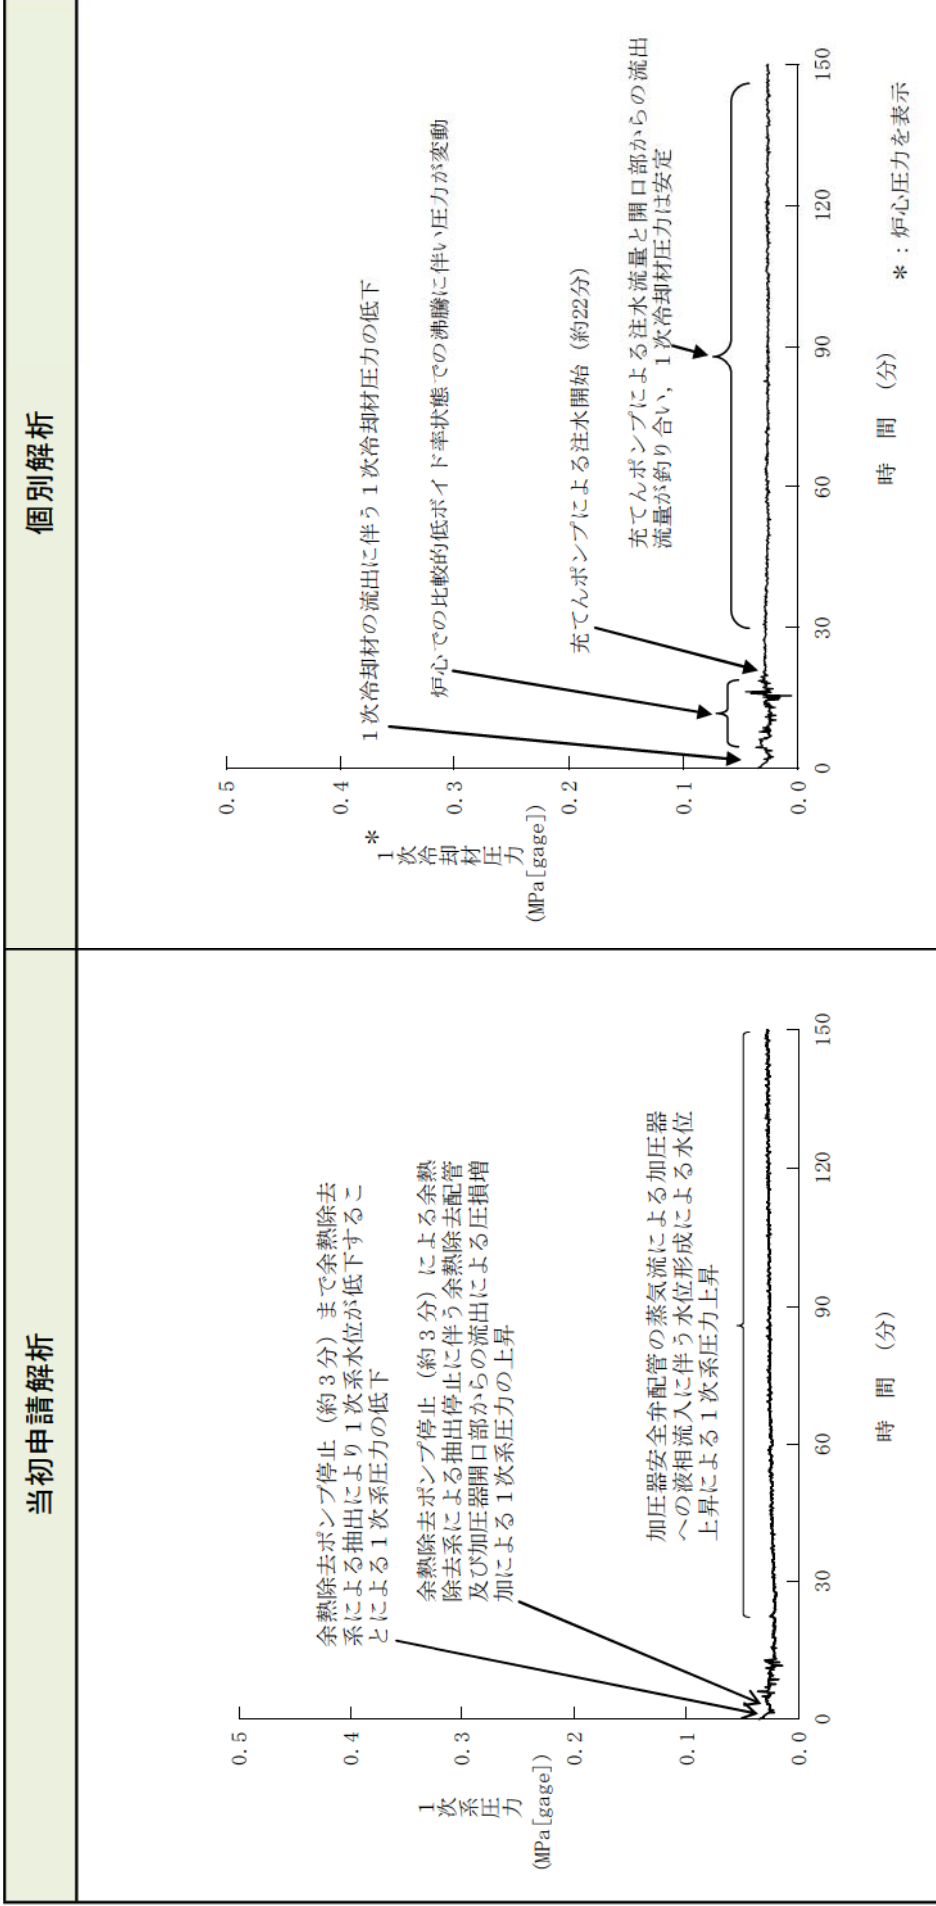 当初申請解析
余熱除去ポンプ停止（約３分）まで余熱除去
系による抽出により１次系水位が低下するこ
とによる１次系圧力の低下
余熱除去ポンプ停止（約３分）による余熱
除去系による抽出停止に伴う余熱除去配管
及び加圧器開口部からの流出による圧損増
加による１次系圧力の上昇
加圧器安全弁配管の蒸気流による加圧器
への液相流入に伴う水位形成による水位
上昇による１次系圧力上昇
1次系圧力
(MPa[gage])
0.5
0.4
0.3
0.2
0.1
0.0
0
30
60
90
120
150
時 間 (分)
個別解析
１次冷却材の流出に伴う１次冷却材圧力の低下
炉心での比較的低ボイド率状態での沸騰に伴い圧力が変動
充てんポンプによる注水開始（約22分）
充てんポンプによる注水流量と開口部からの流出
流量が釣り合い，１次冷却材圧力は安定
＊
1次冷却材圧力
(MPa[gage])
0.5
0.4
0.3
0.2
0.1
0.0
0
30
60
90
120
150
時 間 (分)
＊：炉心圧力を表示